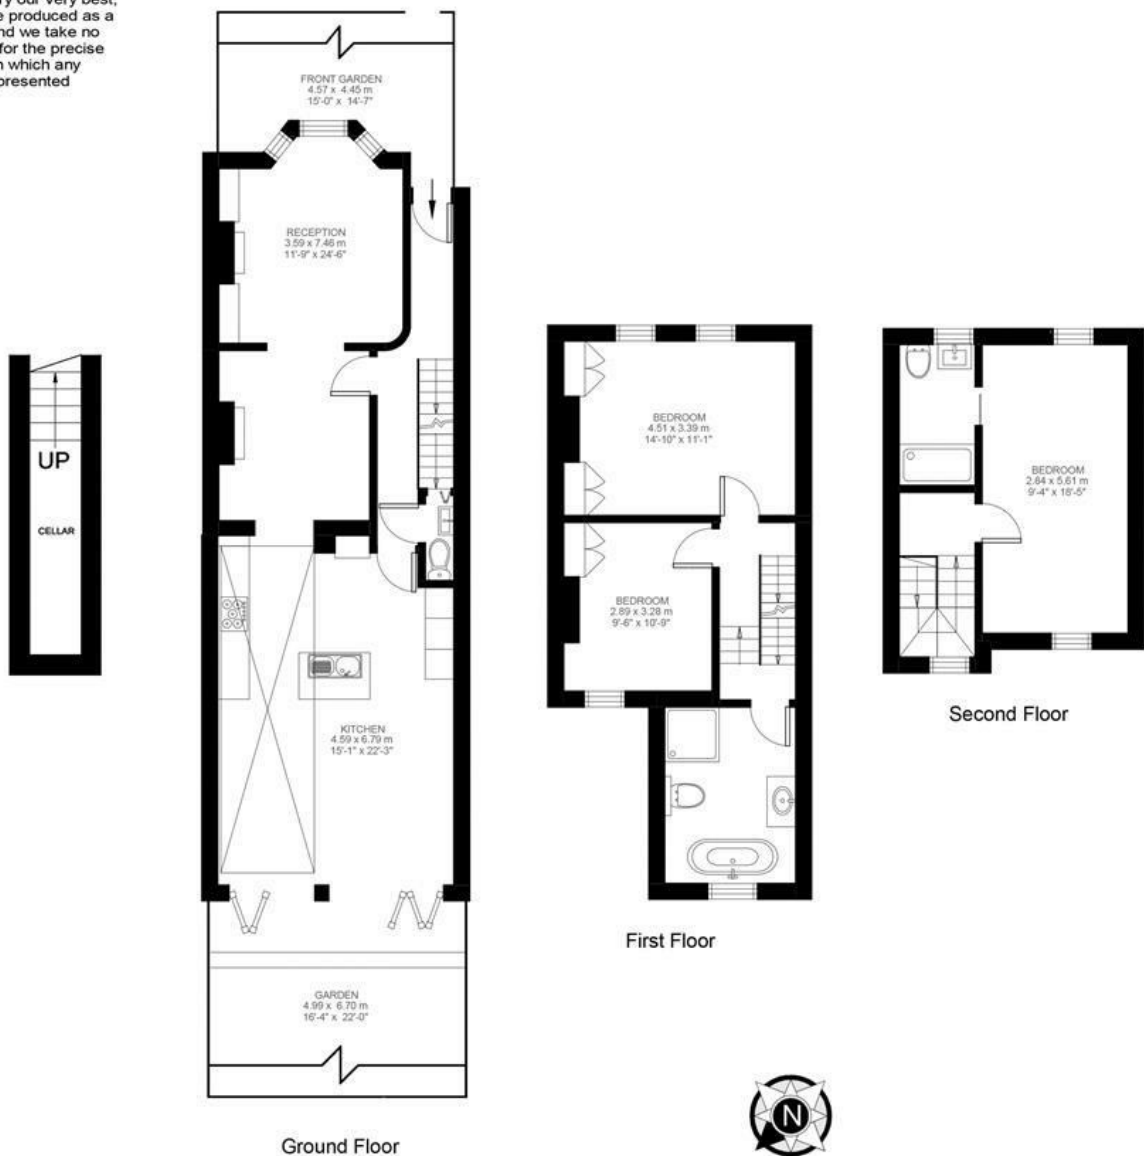 ry our very best,
e produced as a
nd we take no
for the precise
n which any
presented
FRONT GARDEN
4.57 x 4.45 m
15'-0" x 14'-7"
RECEPTION
3.59 x 7.46 m
11'-9" x 24'-6"
KITCHEN
4.59 x 6.79 m
15'-1" x 22'-3"
GARDEN
4.99 x 6.70 m
16'-4" x 22'-0"
Ground Floor
UP
CELLAR
BEDROOM
4.51 x 3.39 m
14'-10" x 11'-1"
BEDROOM
2.89 x 3.28 m
9'-6" x 10'-9"
First Floor
BEDROOM
2.84 x 5.61 m
9'-4" x 18'-5"
Second Floor
N